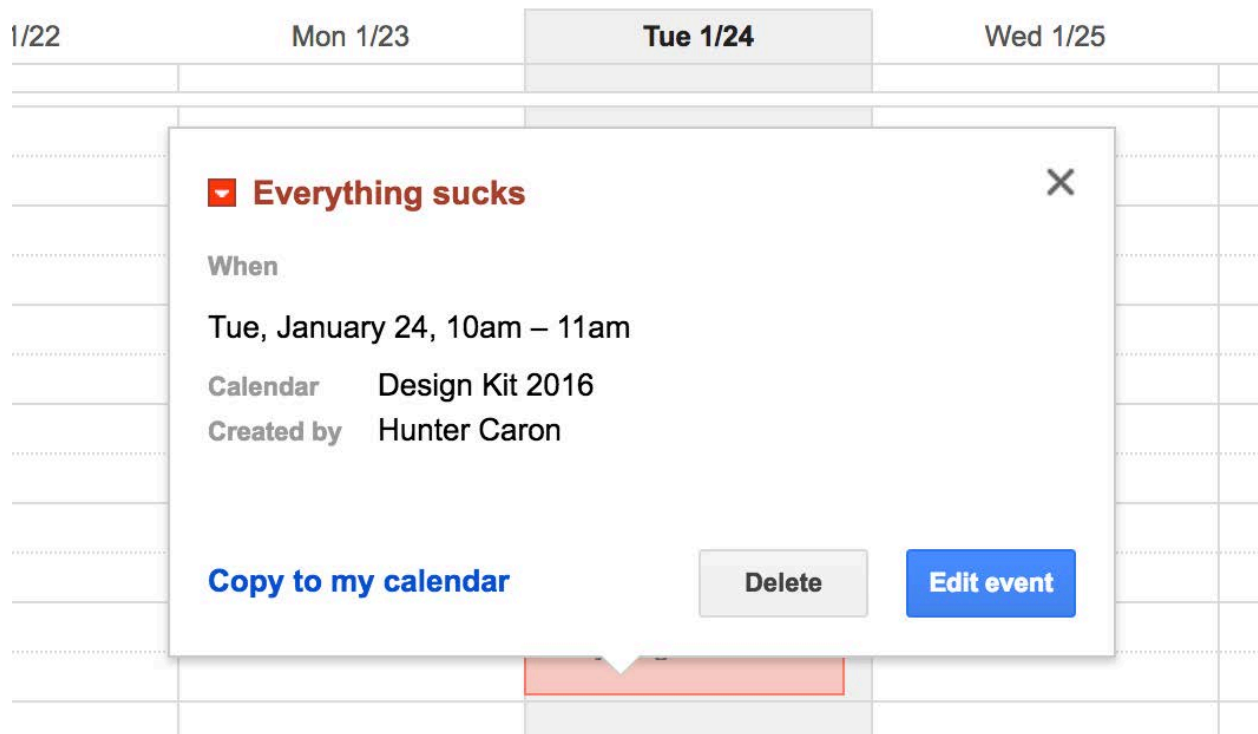 1/22 Mon 1/23 Tue 1/24 Wed 1/25
Everything sucks
When
Tue, January 24, 10am – 11am
Calendar Design Kit 2016
Created by Hunter Caron
Copy to my calendar Delete Edit event